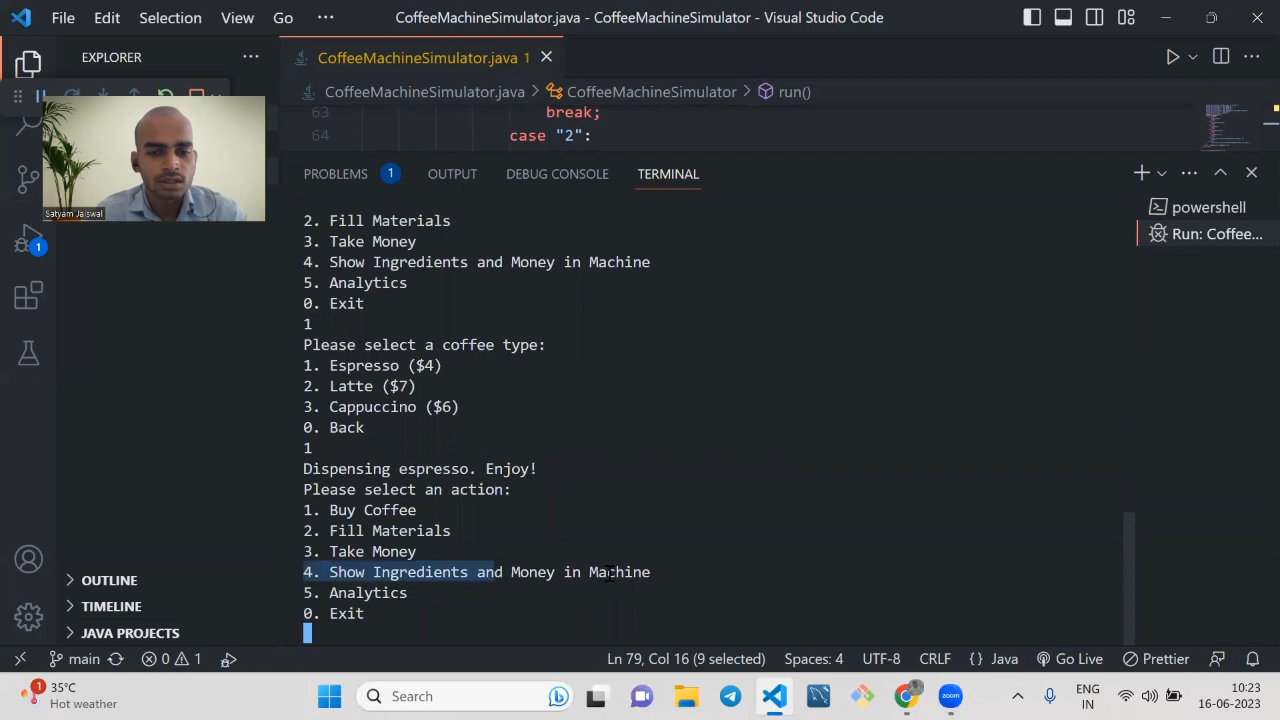 File Edit Selection View Go ··· CoffeeMachineSimulator.java - CoffeeMachineSimulator - Visual Studio Code
EXPLORER ··· CoffeeMachineSimulator.java 1
CoffeeMachineSimulator.java > CoffeeMachineSimulator > run()
63 break;
64 case "2":
PROBLEMS 1 OUTPUT DEBUG CONSOLE TERMINAL
powershell
Run: Coffee...
Satyam Jaiswal
1
2. Fill Materials
3. Take Money
4. Show Ingredients and Money in Machine
5. Analytics
0. Exit
1
Please select a coffee type:
1. Espresso ($4)
2. Latte ($7)
3. Cappuccino ($6)
0. Back
1
Dispensing espresso. Enjoy!
Please select an action:
1. Buy Coffee
2. Fill Materials
3. Take Money
4. Show Ingredients and Money in Machine
5. Analytics
0. Exit
OUTLINE
TIMELINE
JAVA PROJECTS
main 0 1 Ln 79, Col 16 (9 selected) Spaces: 4 UTF-8 CRLF {} Java Go Live Prettier
1 35°C
Hot weather
Search
zoom
ENG
IN
10:23
16-06-2023